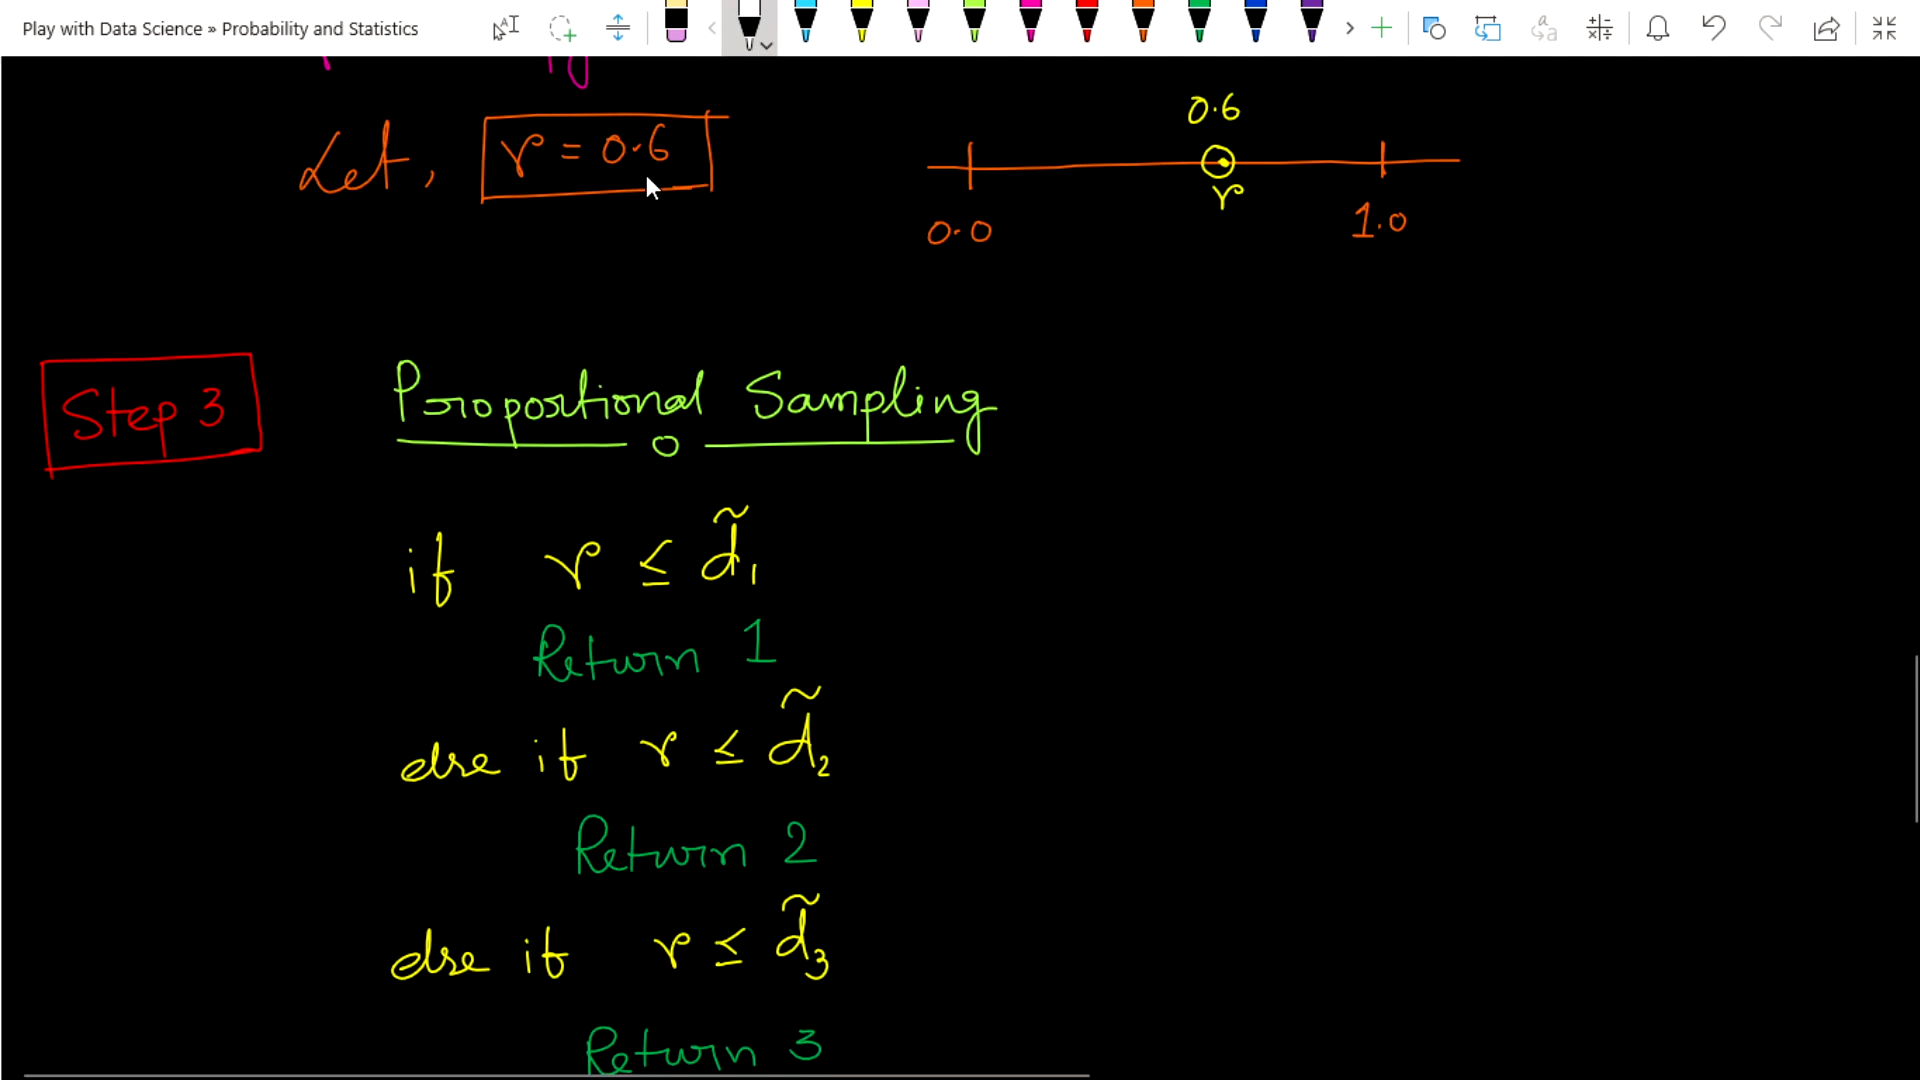 Play with Data Science » Probability and Statistics
0.6
Let, r = 0.6
r
0.0
1.0
Step 3
Proportional Sampling
if r ≤ d̃₁
Return 1
else if r ≤ d̃₂
Return 2
else if r ≤ d̃₃
Return 3